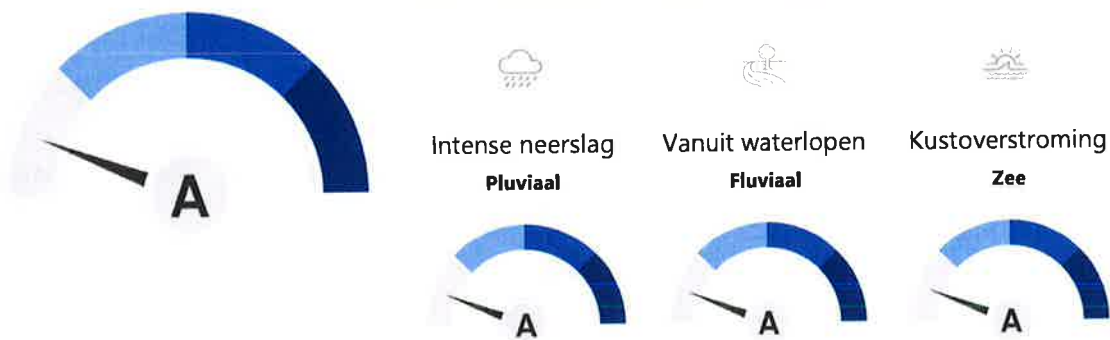 A
Intense neerslag
Pluviaal
A
Vanuit waterlopen
Fluviaal
A
Kustoverstroming
Zee
A